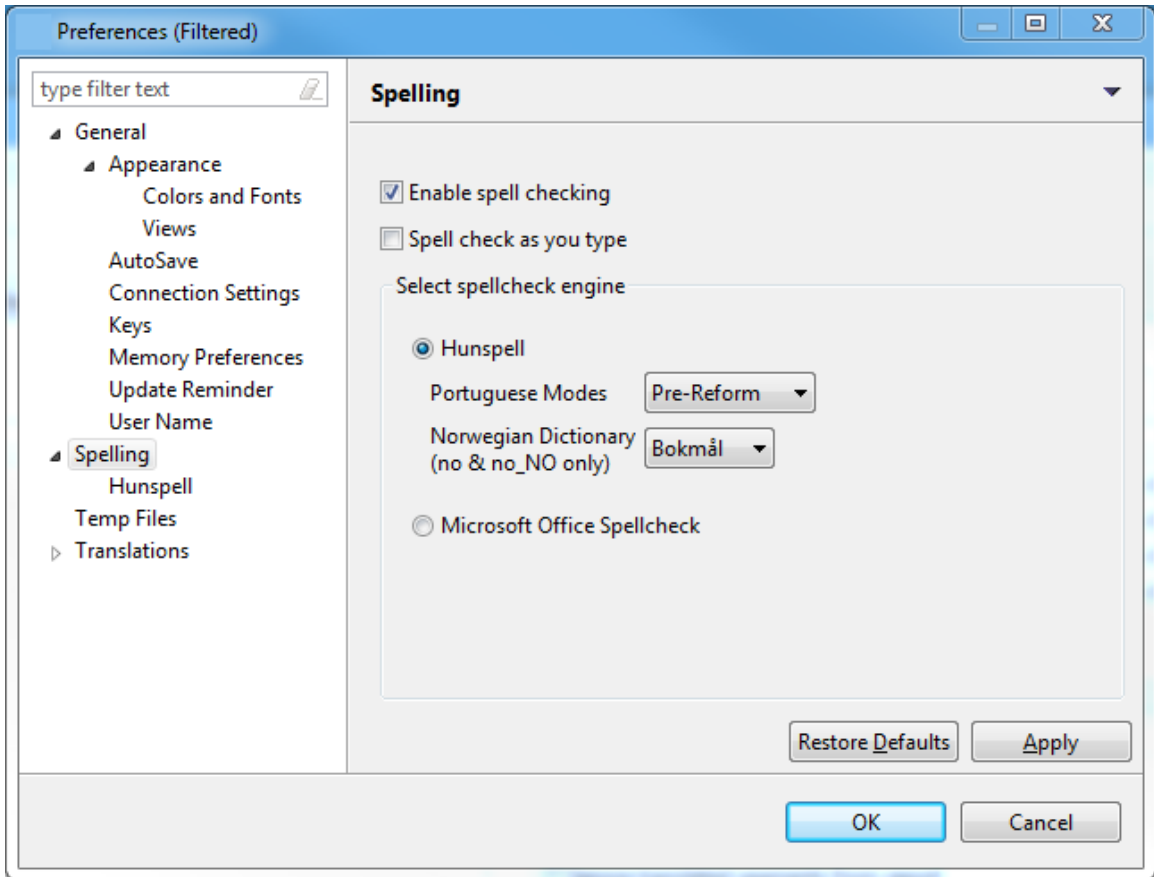 Preferences (Filtered)
type filter text
General
Appearance
Colors and Fonts
Views
AutoSave
Connection Settings
Keys
Memory Preferences
Update Reminder
User Name
Spelling
Hunspell
Temp Files
Translations
Spelling
Enable spell checking
Spell check as you type
Select spellcheck engine
Hunspell
Portuguese Modes Pre-Reform
Norwegian Dictionary
(no & no_NO only) Bokmål
Microsoft Office Spellcheck
Restore Defaults Apply
OK Cancel